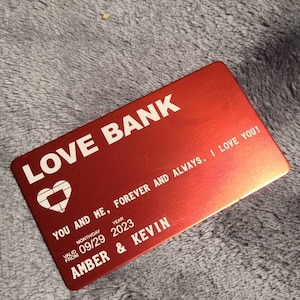 LOVE BANK
YOU AND ME, FOREVER AND ALWAYS. I LOVE YOU!
MONTH/DAY YEAR
VALID FROM 09/29 2023
AMBER & KEVIN